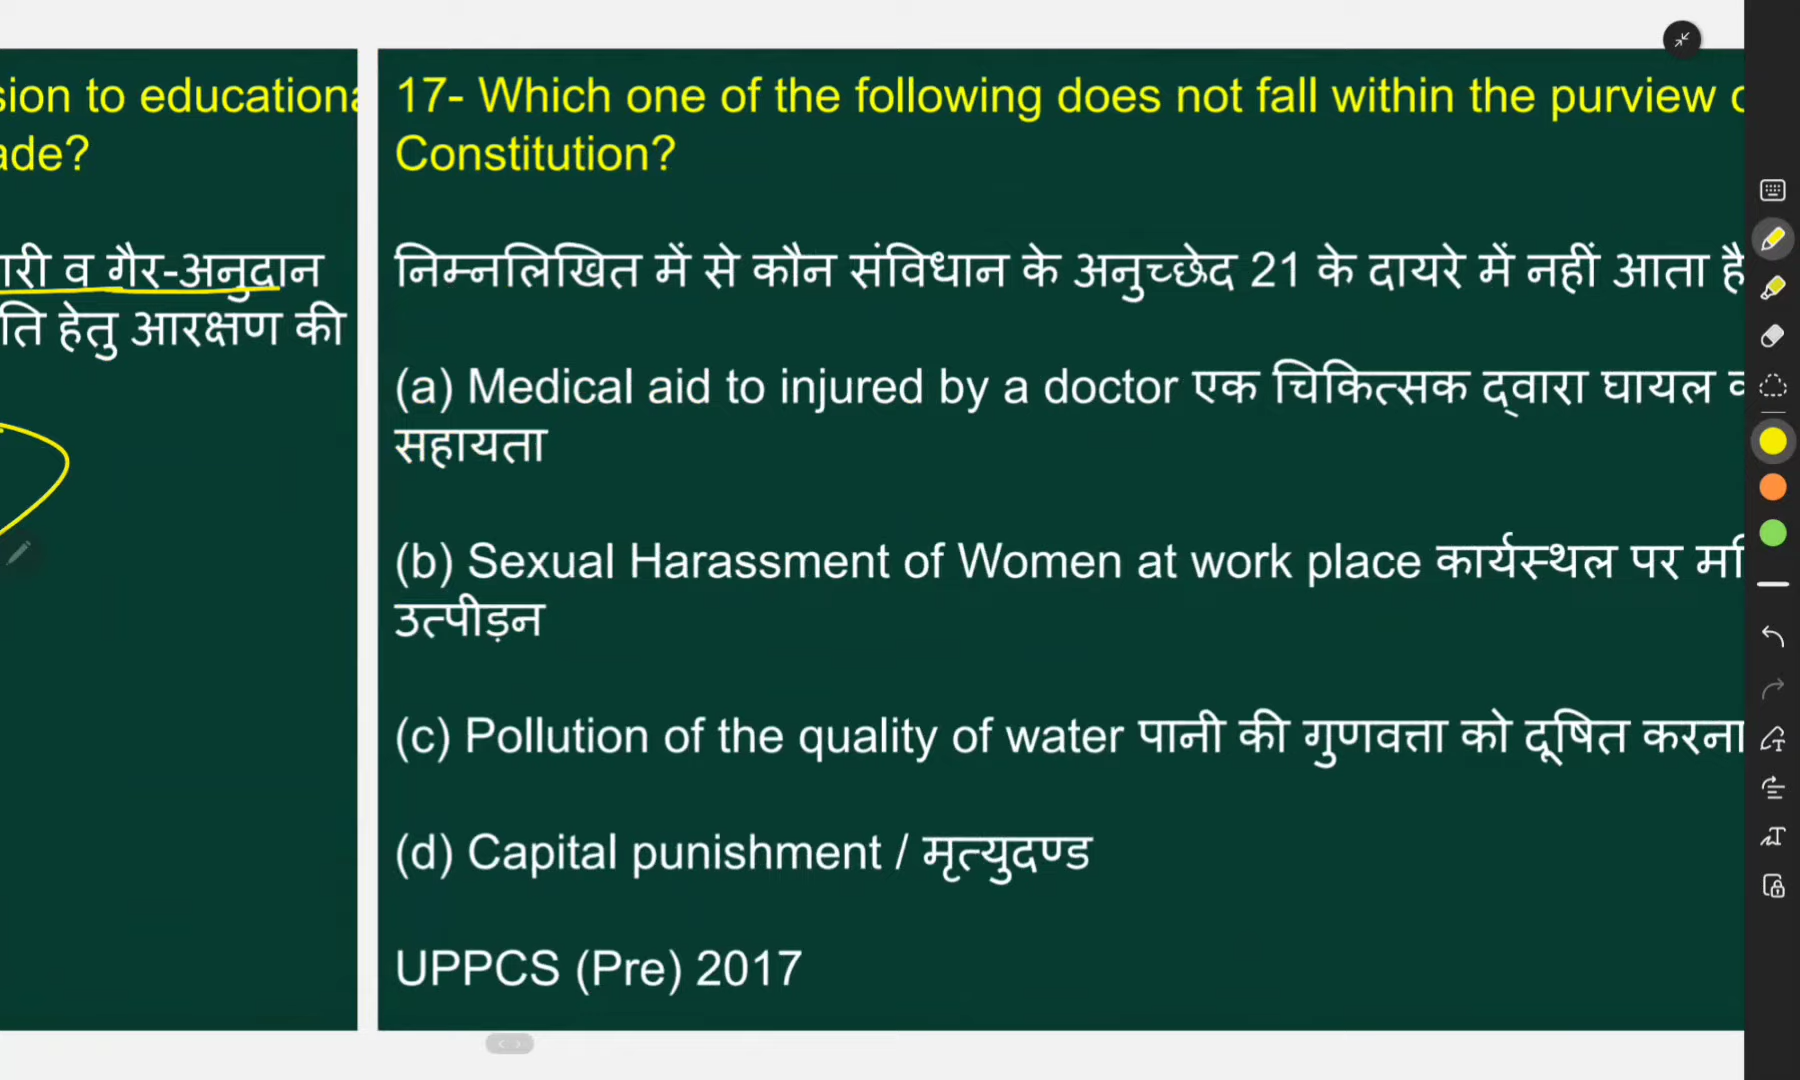 sion to educationa
ade?
ारी व गैर-अनुदान
ति हेतु आरक्षण की
17- Which one of the following does not fall within the purview
Constitution?
निम्नलिखित में से कौन संविधान के अनुच्छेद 21 के दायरे में नहीं आता है
(a) Medical aid to injured by a doctor एक चिकित्सक द्वारा घायल
सहायता
(b) Sexual Harassment of Women at work place कार्यस्थल पर
उत्पीड़न
(c) Pollution of the quality of water पानी की गुणवत्ता को दूषित करना
(d) Capital punishment / मृत्युदण्ड
UPPCS (Pre) 2017